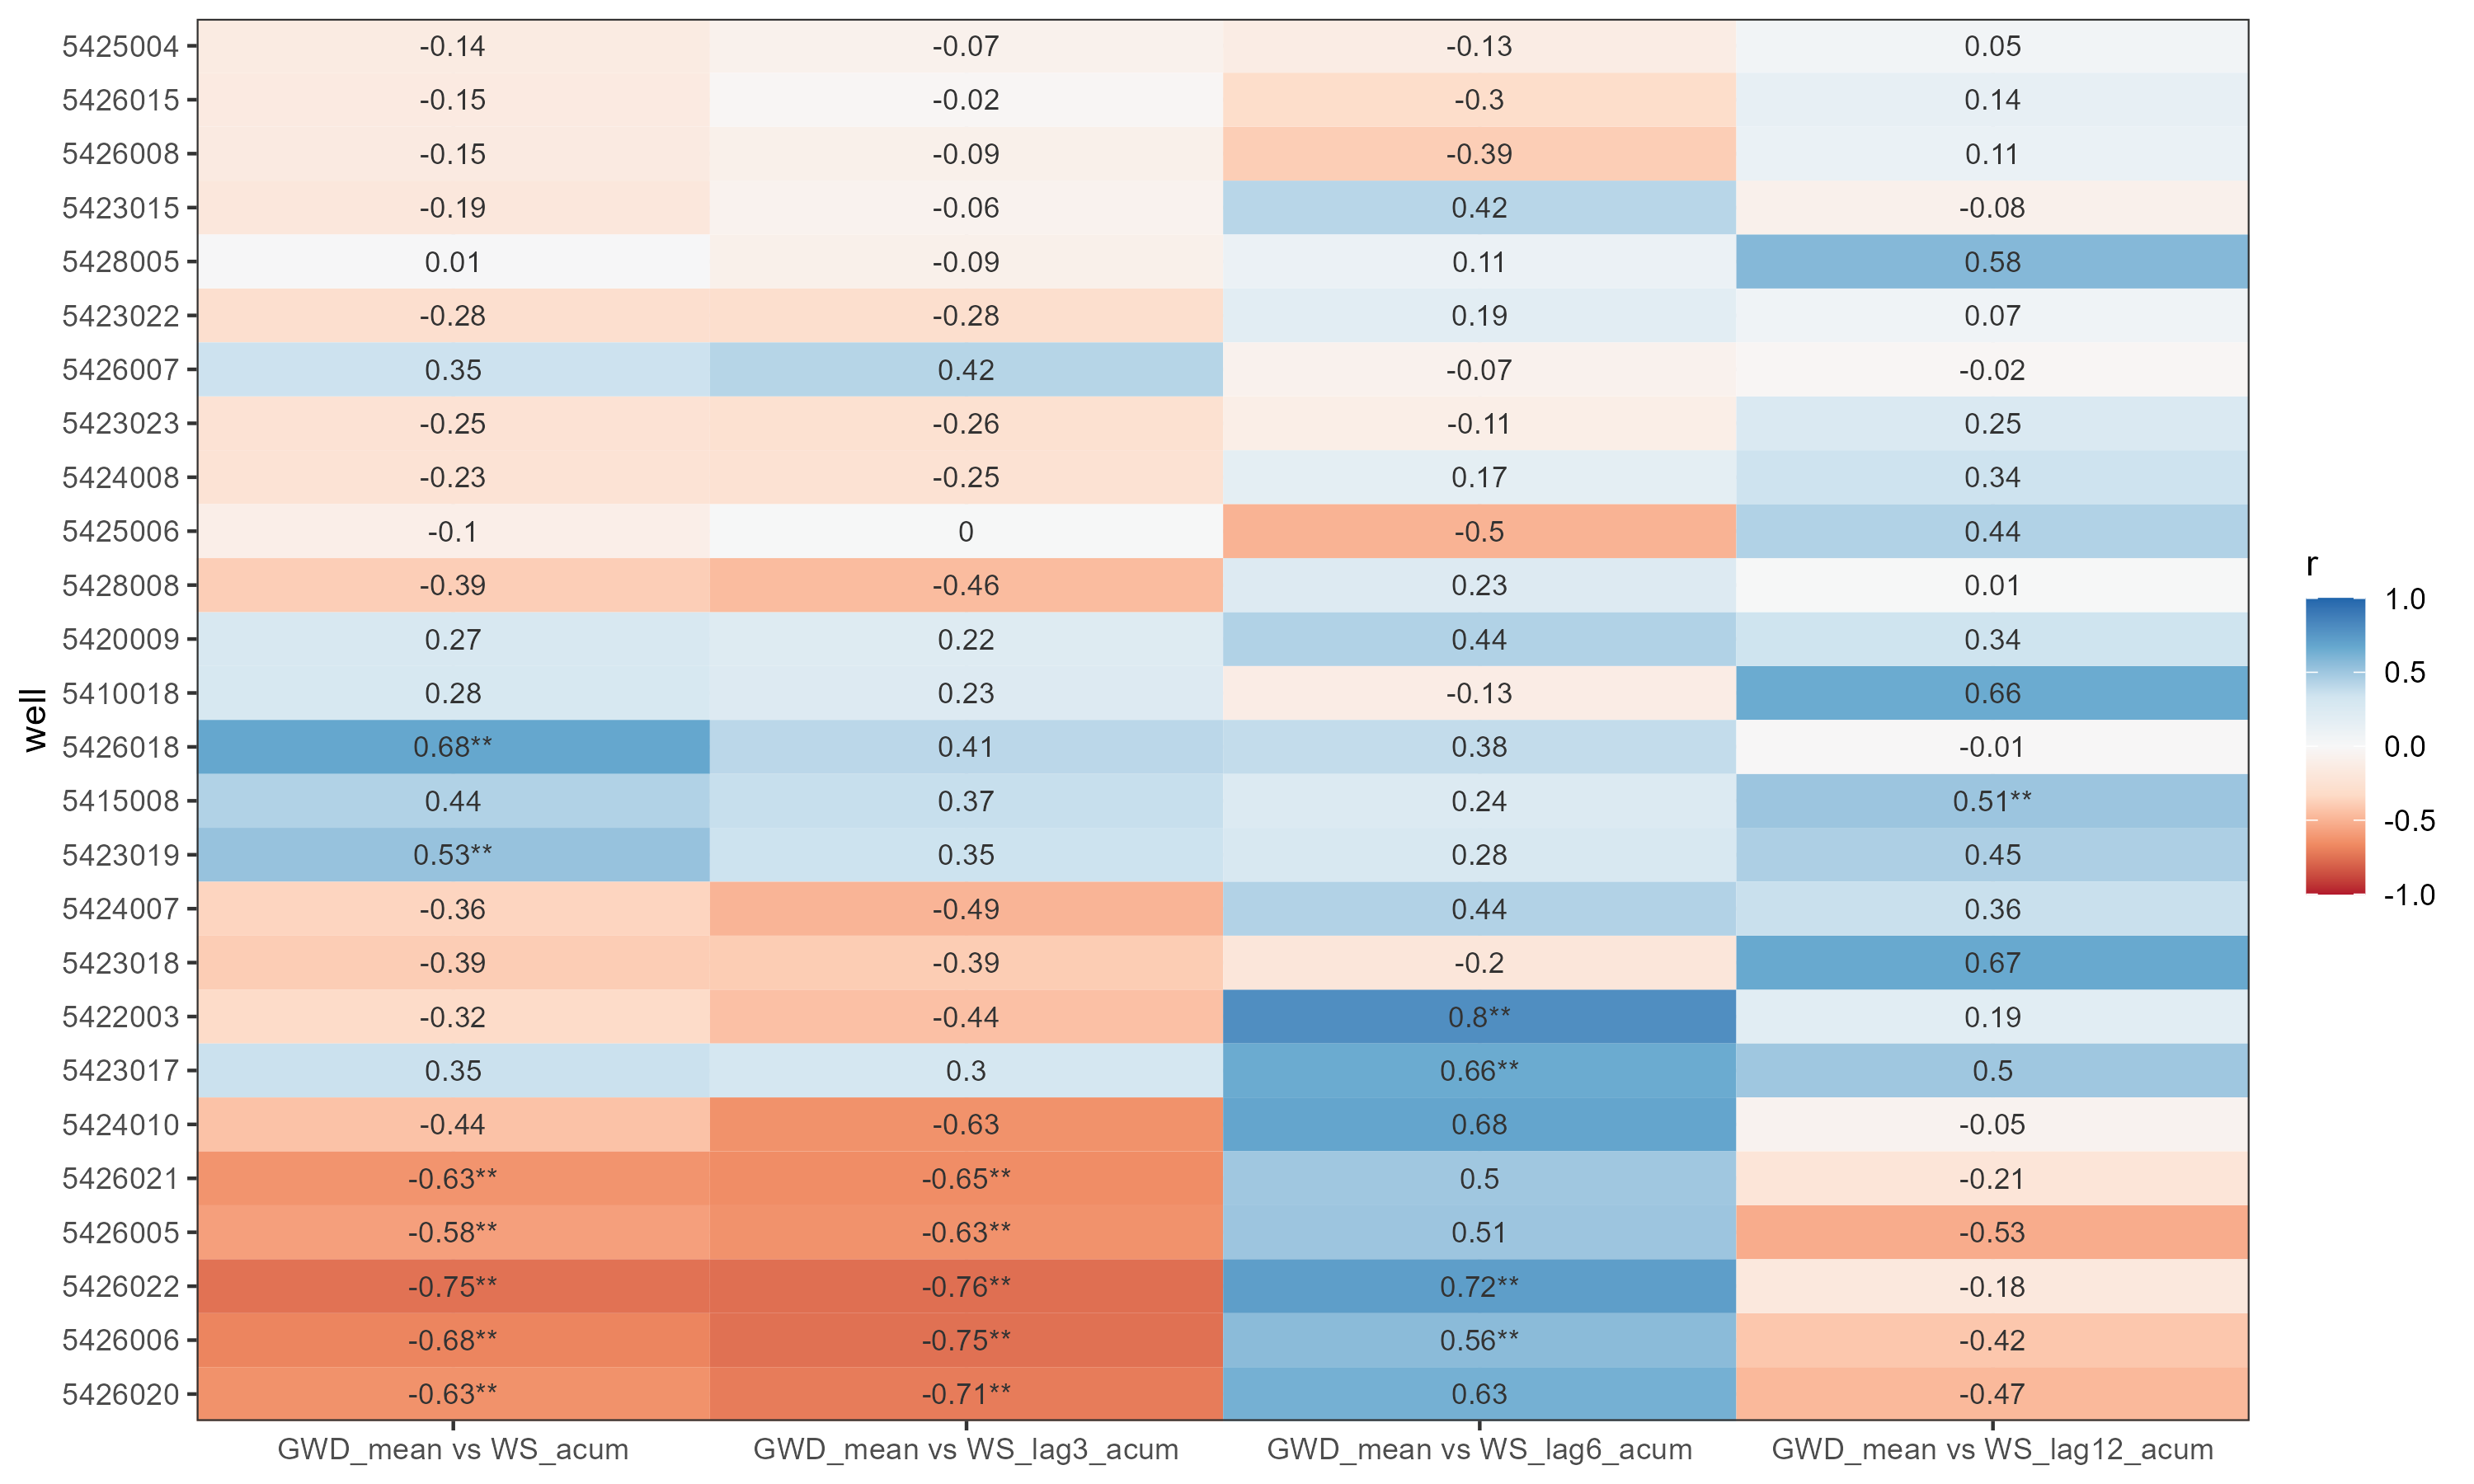 5425004 -0.14 -0.07 -0.13 0.05
5426015 -0.15 -0.02 -0.3 0.14
5426008 -0.15 -0.09 -0.39 0.11
5423015 -0.19 -0.06 0.42 -0.08
5428005 0.01 -0.09 0.11 0.58
5423022 -0.28 -0.28 0.19 0.07
5426007 0.35 0.42 -0.07 -0.02
5423023 -0.25 -0.26 -0.11 0.25
5424008 -0.23 -0.25 0.17 0.34
5425006 -0.1 0 -0.5 0.44
5428008 -0.39 -0.46 0.23 0.01
5420009 0.27 0.22 0.44 0.34
5410018 0.28 0.23 -0.13 0.66
5426018 0.68** 0.41 0.38 -0.01
5415008 0.44 0.37 0.24 0.51**
5423019 0.53** 0.35 0.28 0.45
5424007 -0.36 -0.49 0.44 0.36
5423018 -0.39 -0.39 -0.2 0.67
5422003 -0.32 -0.44 0.8** 0.19
5423017 0.35 0.3 0.66** 0.5
5424010 -0.44 -0.63 0.68 -0.05
5426021 -0.63** -0.65** 0.5 -0.21
5426005 -0.58** -0.63** 0.51 -0.53
5426022 -0.75** -0.76** 0.72** -0.18
5426006 -0.68** -0.75** 0.56** -0.42
5426020 -0.63** -0.71** 0.63 -0.47
GWD_mean vs WS_acum GWD_mean vs WS_lag3_acum GWD_mean vs WS_lag6_acum GWD_mean vs WS_lag12_acum
well
r
1.0
0.5
0.0
-0.5
-1.0